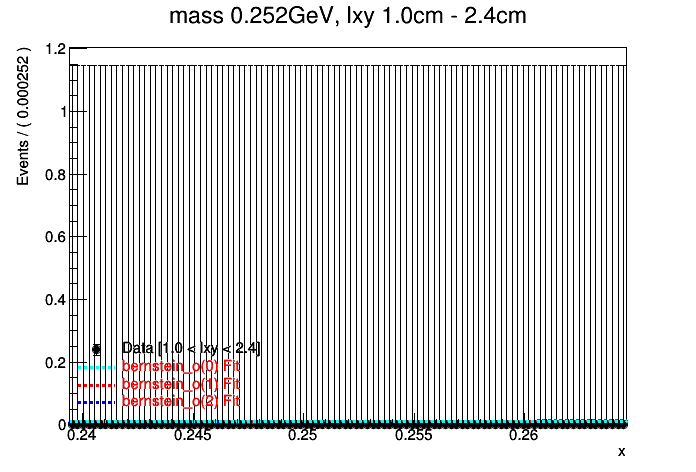 mass 0.252GeV, lxy 1.0cm - 2.4cm
Events / ( 0.000252 )
1.2
1
0.8
0.6
0.4
0.2
0
Data [1.0 < lxy < 2.4]
bernstein_o(0) Fit
bernstein_o(1) Fit
bernstein_o(2) Fit
0.24 0.245 0.25 0.255 0.26
x